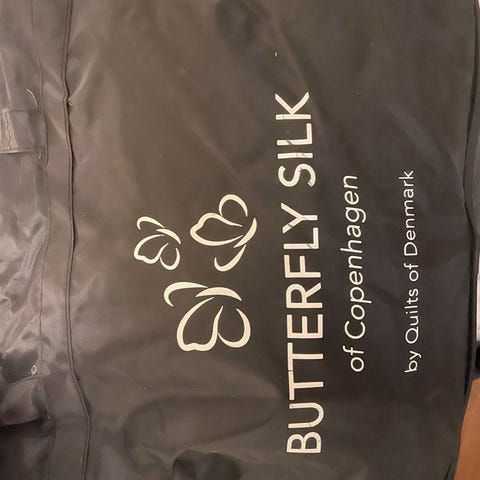 BUTTERFLY SILK
of Copenhagen
by Quilts of Denmark